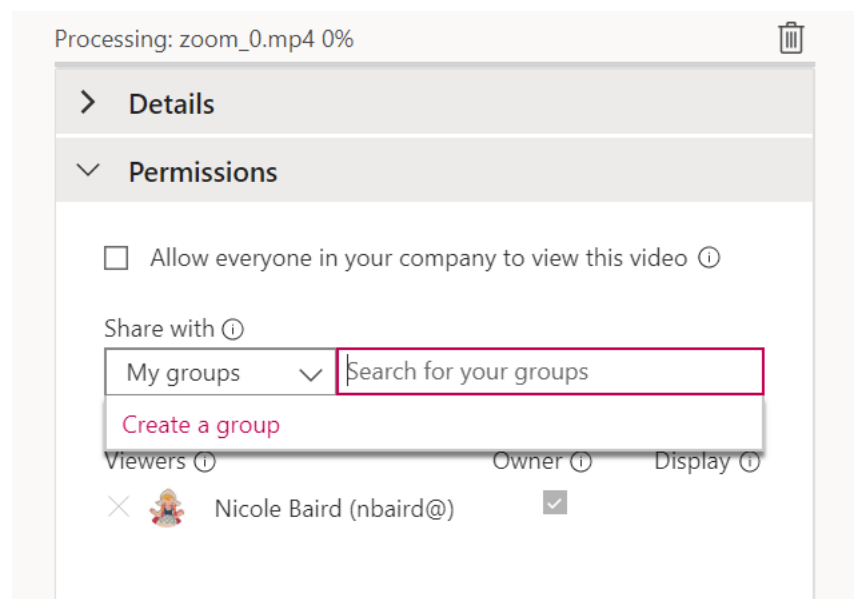 Processing: zoom_0.mp4 0%
Details
Permissions
Allow everyone in your company to view this video
Share with
My groups Search for your groups
Create a group
Viewers Owner Display
Nicole Baird (nbaird@)